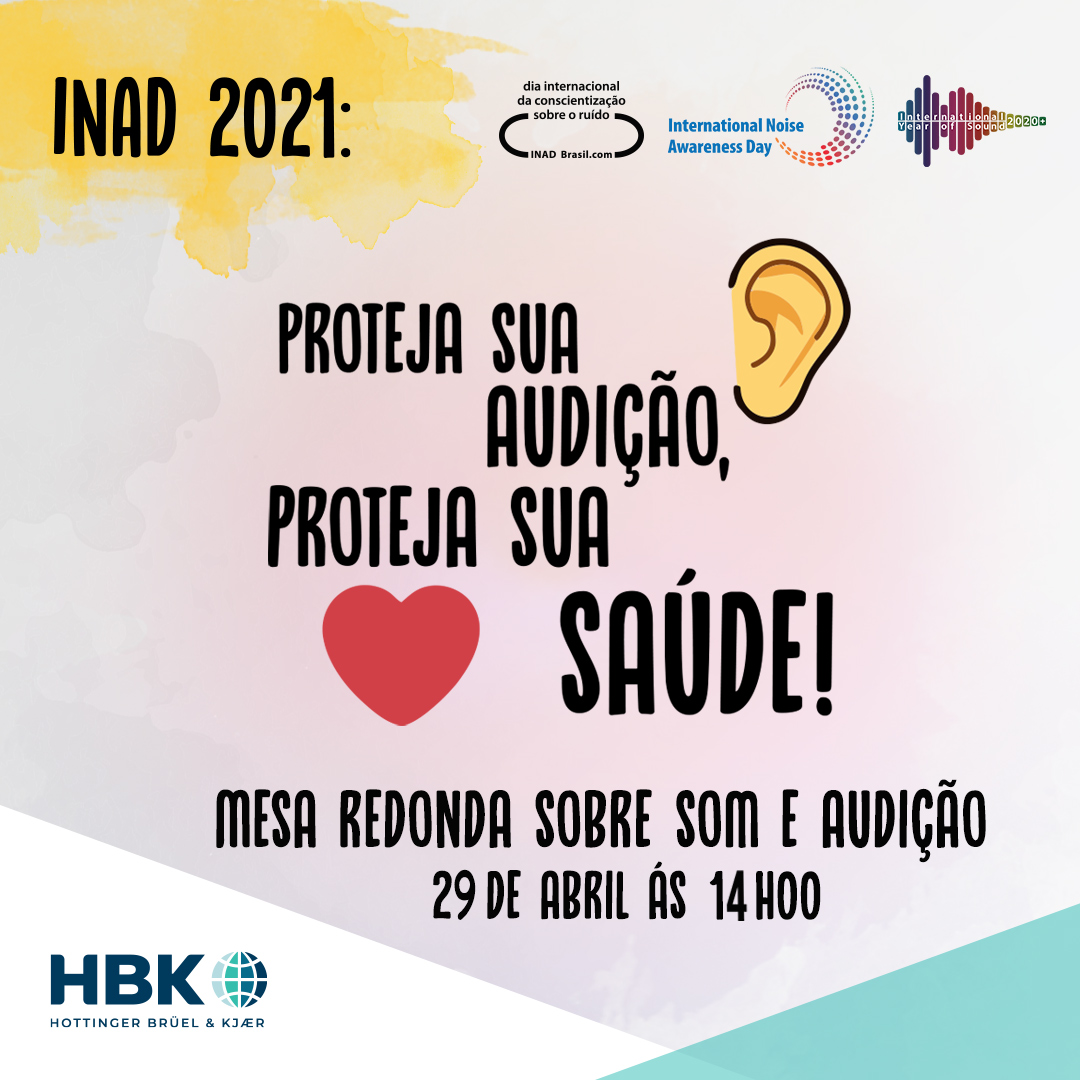 INAD 2021:
dia internacional
da conscientização
sobre o ruído
INAD Brasil.com
International Noise
Awareness Day
International
Year of Sound 2020+
PROTEJA SUA
AUDIÇÃO,
PROTEJA SUA
SAÚDE!
MESA REDONDA SOBRE SOM E AUDIÇÃO
29 DE ABRIL ÁS 14H00
HBK
HOTTINGER BRÜEL & KJÆR